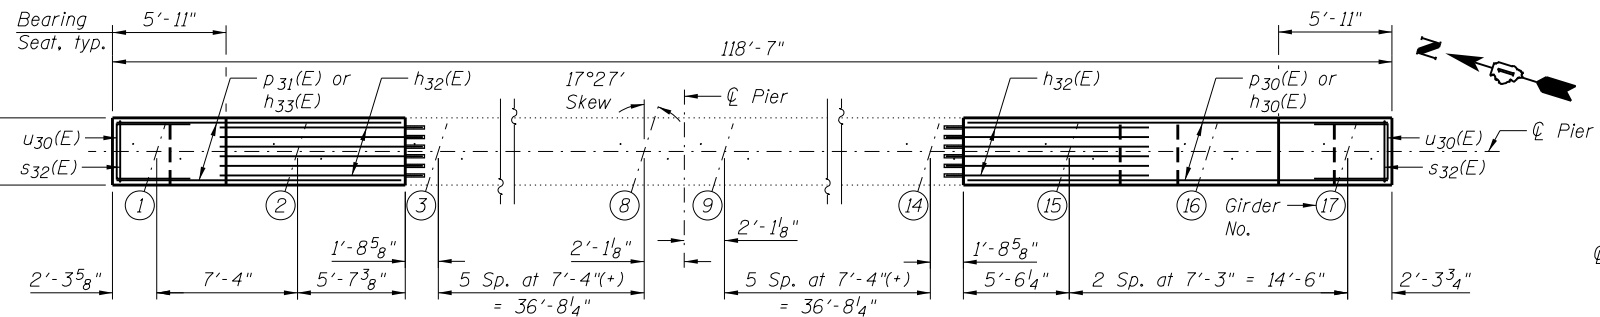 Bearing
Seat, typ.
5'-11"
5'-11"
118'-7"
N
p31(E) or
h33(E)
h32(E)
17°27'
Skew
℄ Pier
h32(E)
p30(E) or
h30(E)
℄ Pier
u30(E)
s32(E)
u30(E)
s32(E)
1
2
3
8
9
14
15
16
Girder
No.
17
1'-8 5/8"
2'-1 1/8"
2'-1 1/8"
1'-8 5/8"
2'-3 5/8"
7'-4"
5'-7 3/8"
5 Sp. at 7'-4"(+)
= 36'-8 1/4"
5 Sp. at 7'-4"(+)
= 36'-8 1/4"
5'-6 1/4"
2 Sp. at 7'-3" = 14'-6"
2'-3 3/4"